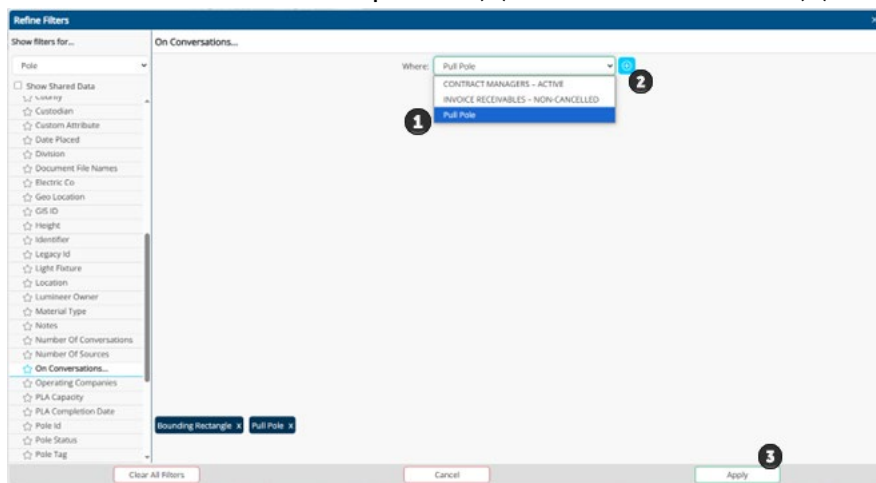 Refine Filters
x
Show filters for...
On Conversations...
Pole
Where:
Pull Pole
2
Show Shared Data
CONTRACT MANAGERS – ACTIVE
INVOICE RECEIVABLES – NON-CANCELLED
Pull Pole
1
Custodian
Custom Attribute
Date Placed
Division
Document File Names
Electric Co
Geo Location
GIS ID
Height
Identifier
Legacy Id
Light Fixture
Location
Lumineer Owner
Material Type
Notes
Number Of Conversations
Number Of Sources
On Conversations...
Operating Companies
PLA Capacity
PLA Completion Date
Pole Id
Pole Status
Pole Tag
Bounding Rectangle x
Pull Pole x
3
Clear All Filters
Cancel
Apply